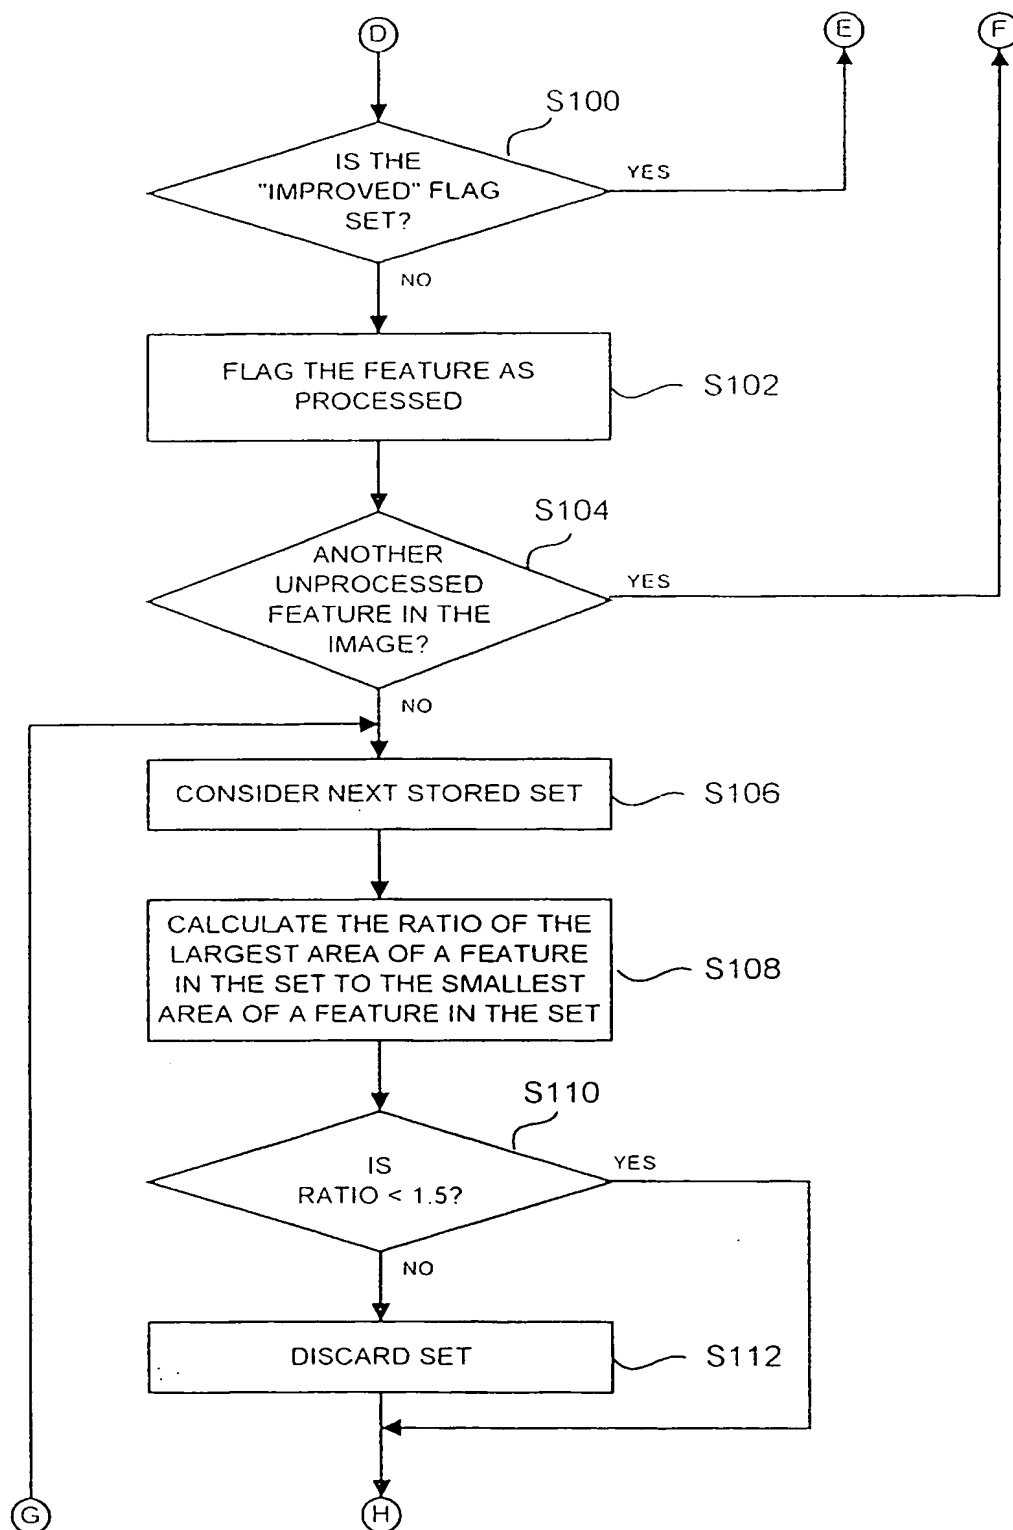 D
E
F
S100
IS THE
"IMPROVED" FLAG
SET?
YES
NO
FLAG THE FEATURE AS
PROCESSED
S102
S104
ANOTHER
UNPROCESSED
FEATURE IN THE
IMAGE?
YES
NO
CONSIDER NEXT STORED SET
S106
CALCULATE THE RATIO OF THE
LARGEST AREA OF A FEATURE
IN THE SET TO THE SMALLEST
AREA OF A FEATURE IN THE SET
S108
S110
IS
RATIO < 1.5?
YES
NO
DISCARD SET
S112
G
H